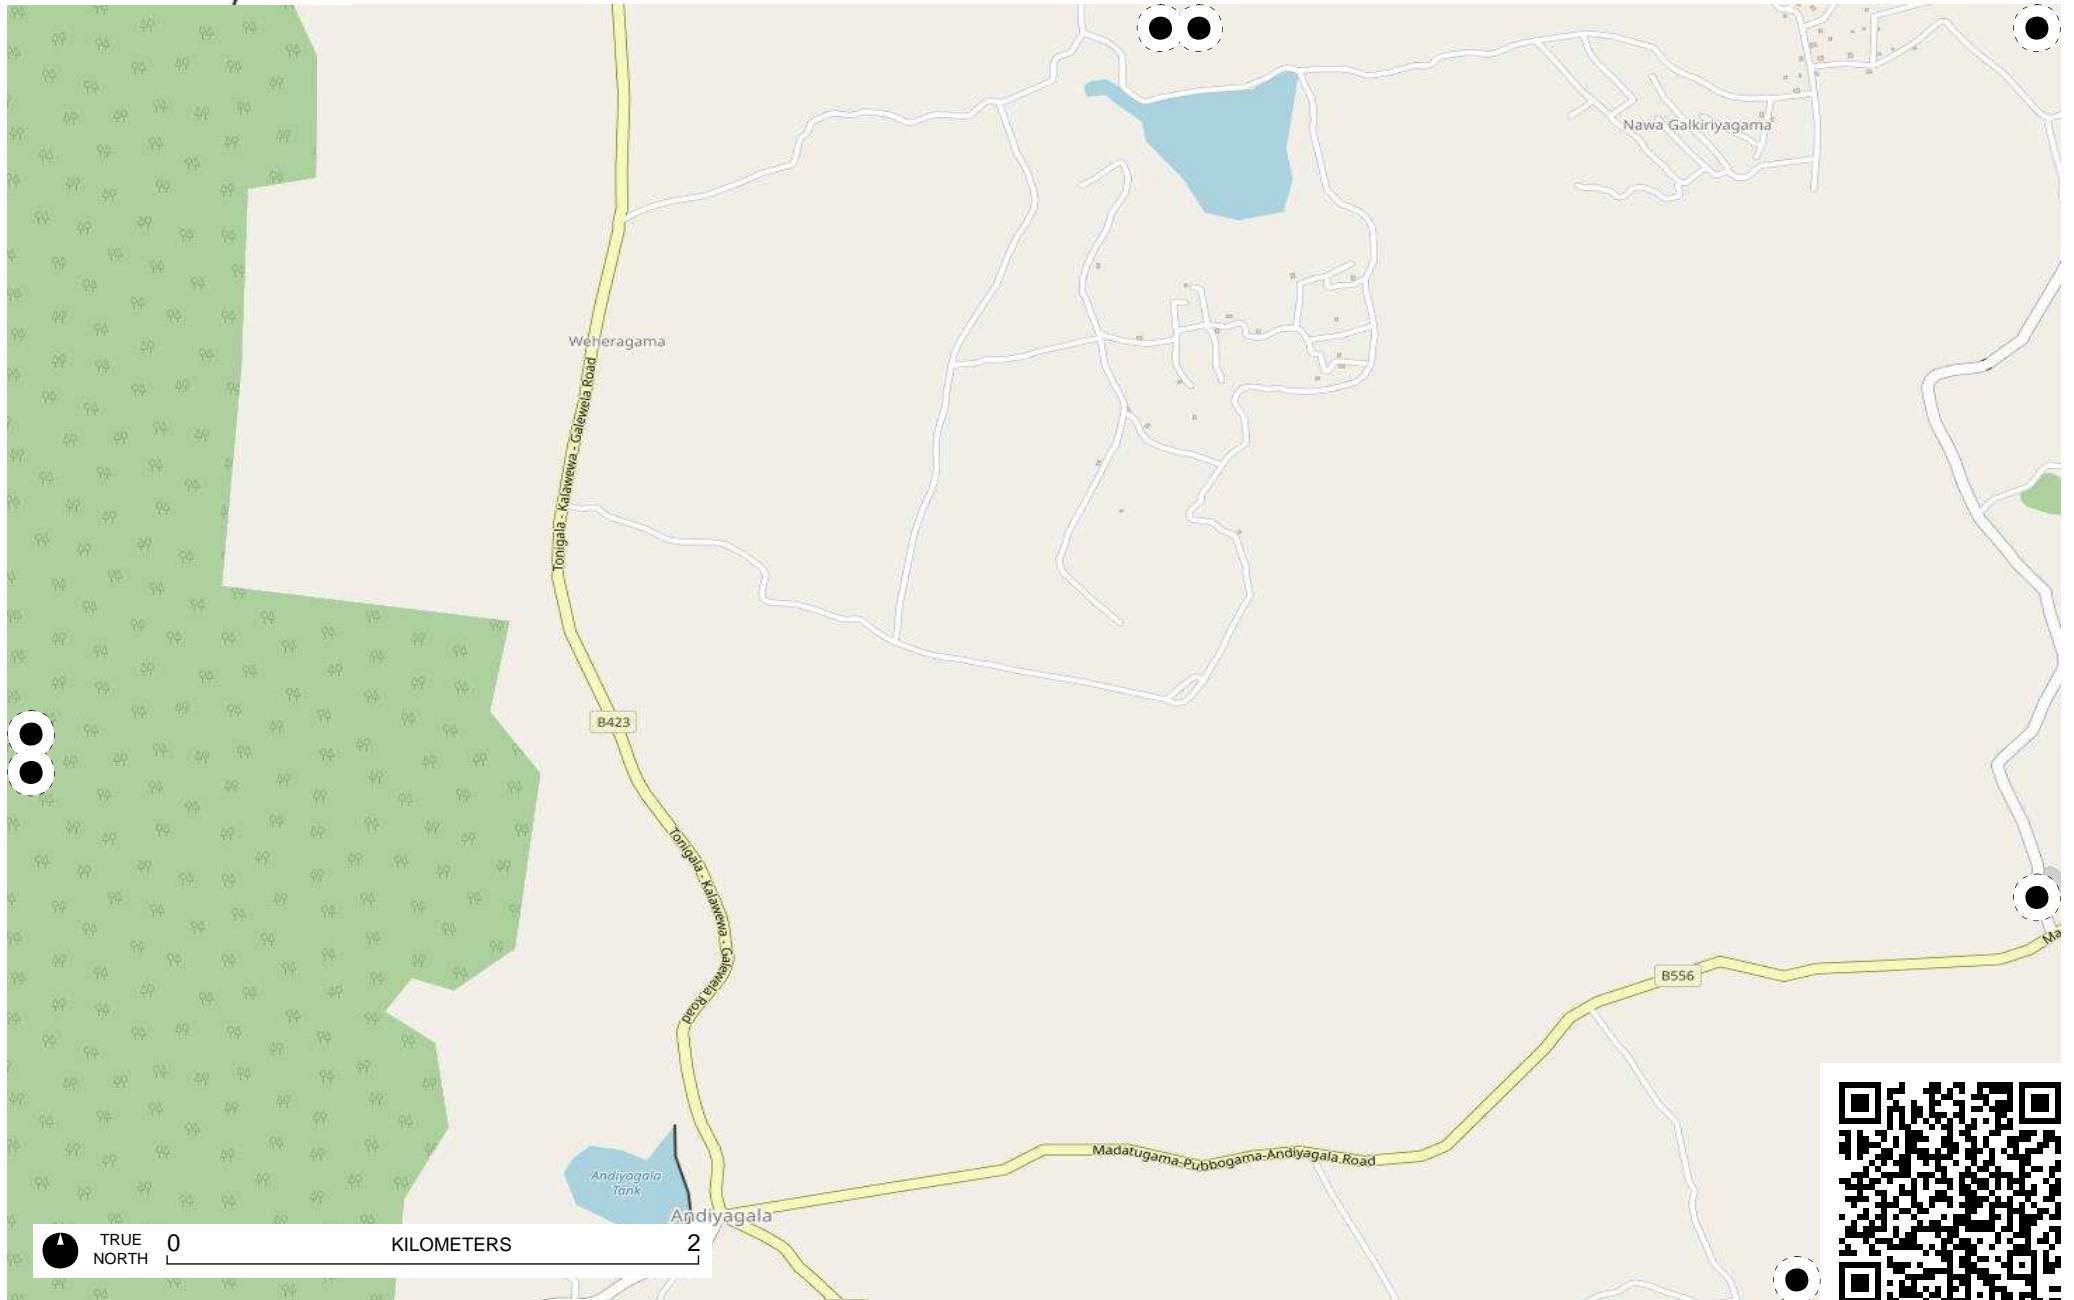 Nawa Galkiriyagama
Weheragama
Tonigala - Kalawewa - Galewela Road
B423
Tonigala - Kalawewa - Galewela Road
Ma
B556
Madatugama-Pubbogama-Andiyagala Road
Andiyagala
Tank
Andiyagala
TRUE
NORTH
0 KILOMETERS 2